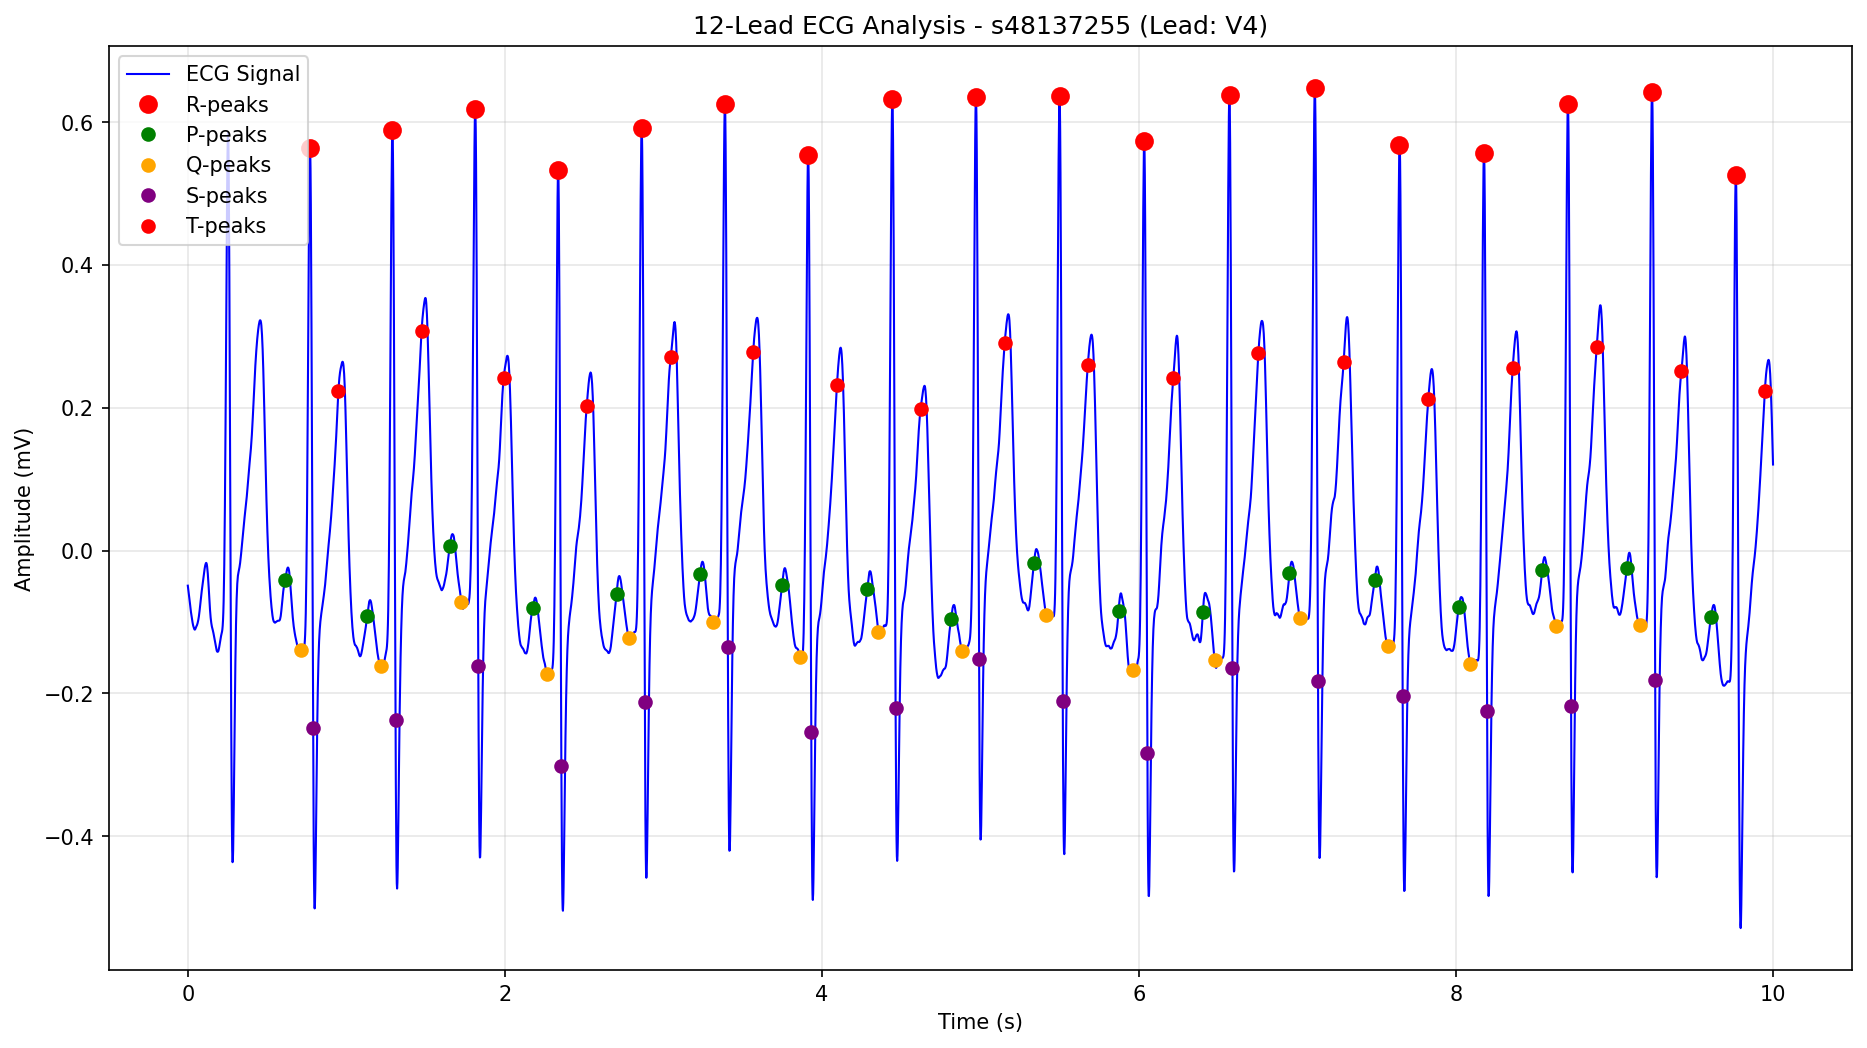 12-Lead ECG Analysis - s48137255 (Lead: V4)
ECG Signal
R-peaks
P-peaks
Q-peaks
S-peaks
T-peaks
Amplitude (mV)
0.6
0.4
0.2
0.0
−0.2
−0.4
0 2 4 6 8 10
Time (s)